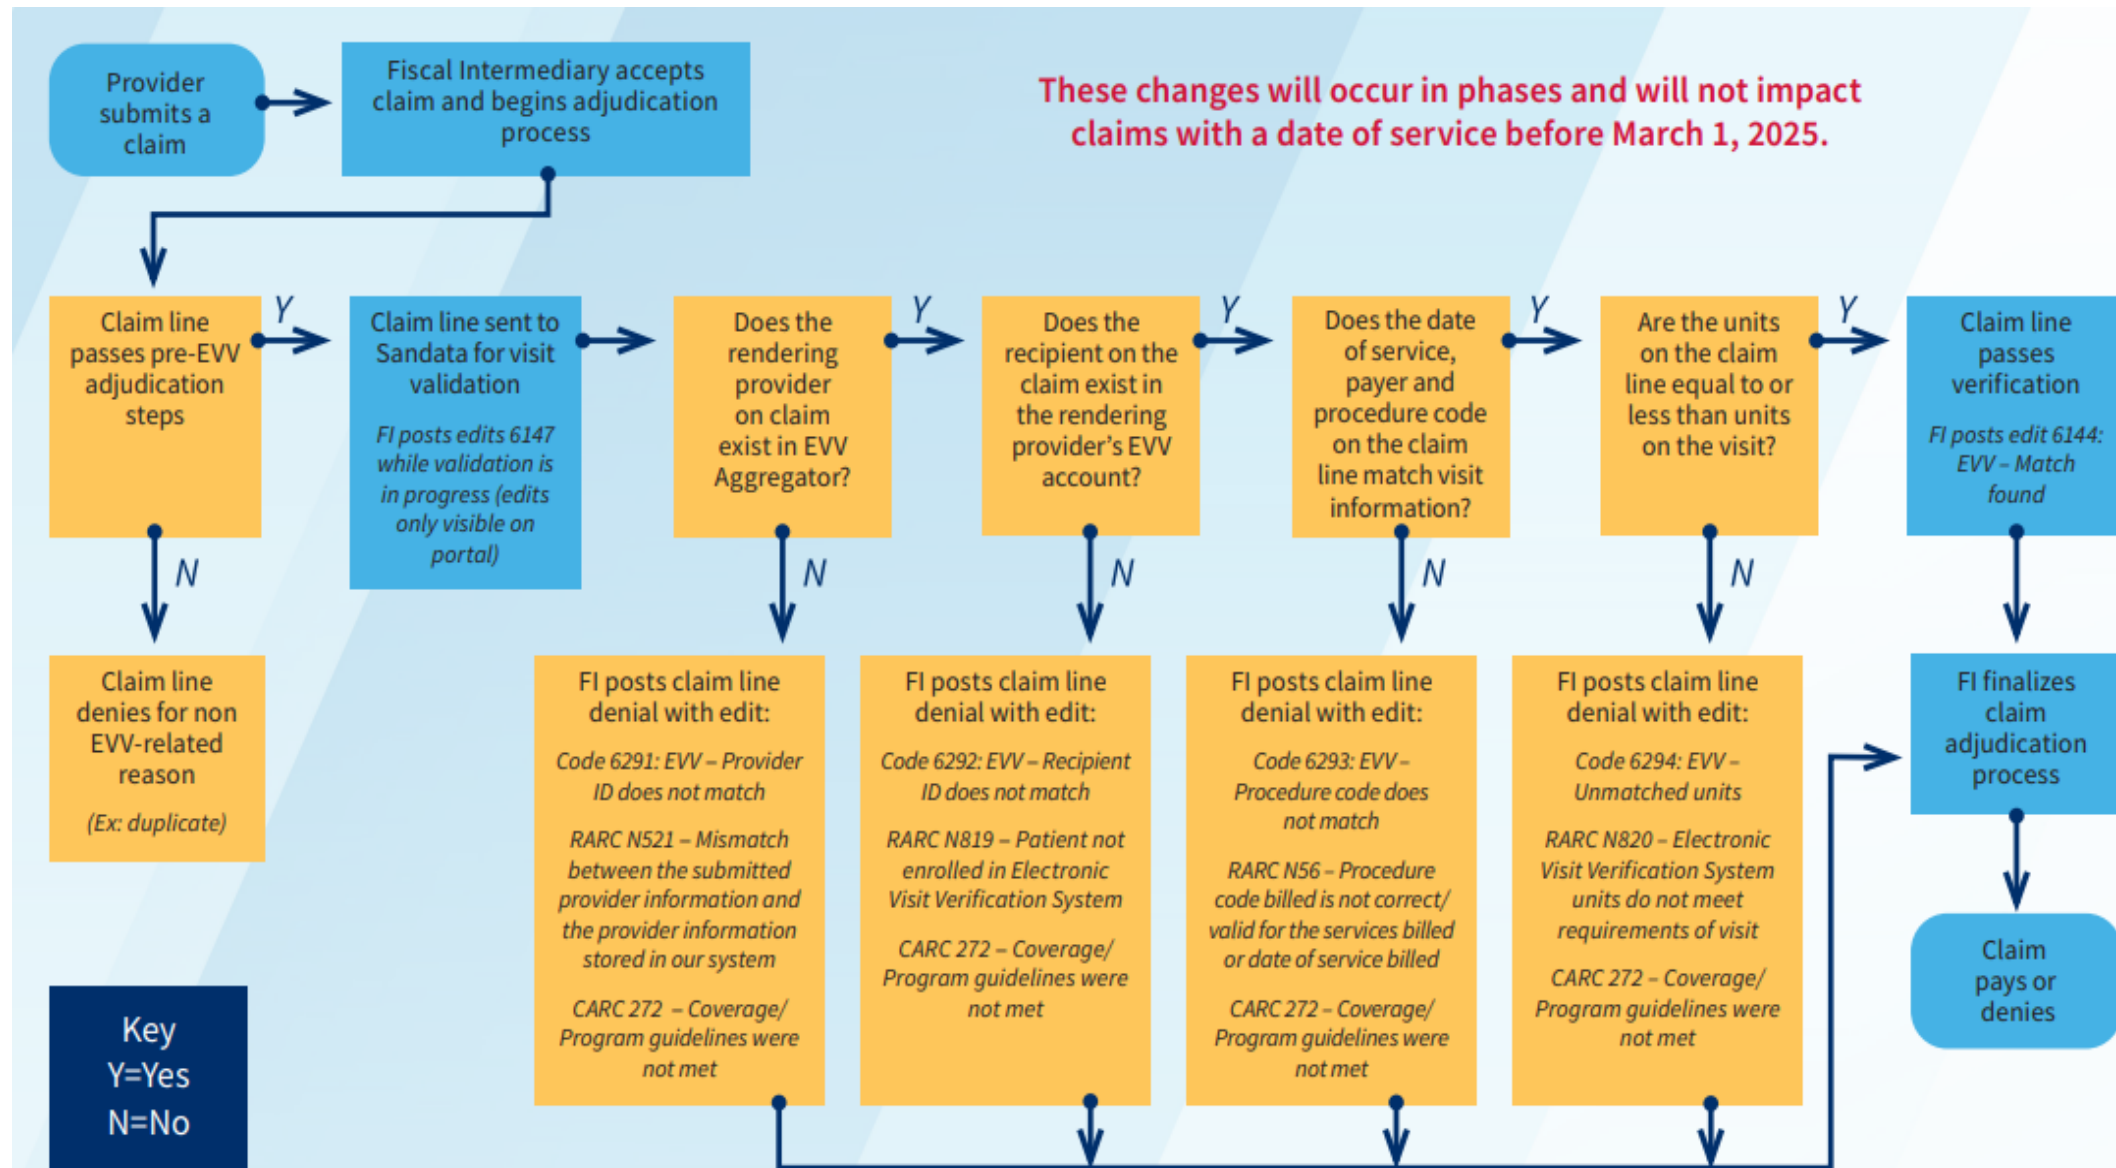 Provider
submits a
claim
Fiscal Intermediary accepts
claim and begins adjudication
process
These changes will occur in phases and will not impact
claims with a date of service before March 1, 2025.
Claim line
passes pre-EVV
adjudication
steps
Y
Claim line sent to
Sandata for visit
validation
FI posts edits 6147
while validation is
in progress (edits
only visible on
portal)
Does the
rendering
provider
on claim
exist in EVV
Aggregator?
Y
Does the
recipient on the
claim exist in
the rendering
provider’s EVV
account?
Y
Does the date
of service,
payer and
procedure code
on the claim
line match visit
information?
Y
Are the units
on the claim
line equal to or
less than units
on the visit?
Y
Claim line
passes
verification
FI posts edit 6144:
EVV – Match
found
N
N
N
N
N
Claim line
denies for non
EVV-related
reason
(Ex: duplicate)
FI posts claim line
denial with edit:
Code 6291: EVV – Provider
ID does not match
RARC N521 – Mismatch
between the submitted
provider information and
the provider information
stored in our system
CARC 272 – Coverage/
Program guidelines were
not met
FI posts claim line
denial with edit:
Code 6292: EVV – Recipient
ID does not match
RARC N819 – Patient not
enrolled in Electronic
Visit Verification System
CARC 272 – Coverage/
Program guidelines were
not met
FI posts claim line
denial with edit:
Code 6293: EVV –
Procedure code does
not match
RARC N56 – Procedure
code billed is not correct/
valid for the services billed
or date of service billed
CARC 272 – Coverage/
Program guidelines were
not met
FI posts claim line
denial with edit:
Code 6294: EVV –
Unmatched units
RARC N820 – Electronic
Visit Verification System
units do not meet
requirements of visit
CARC 272 – Coverage/
Program guidelines were
not met
FI finalizes
claim
adjudication
process
Claim
pays or
denies
Key
Y=Yes
N=No